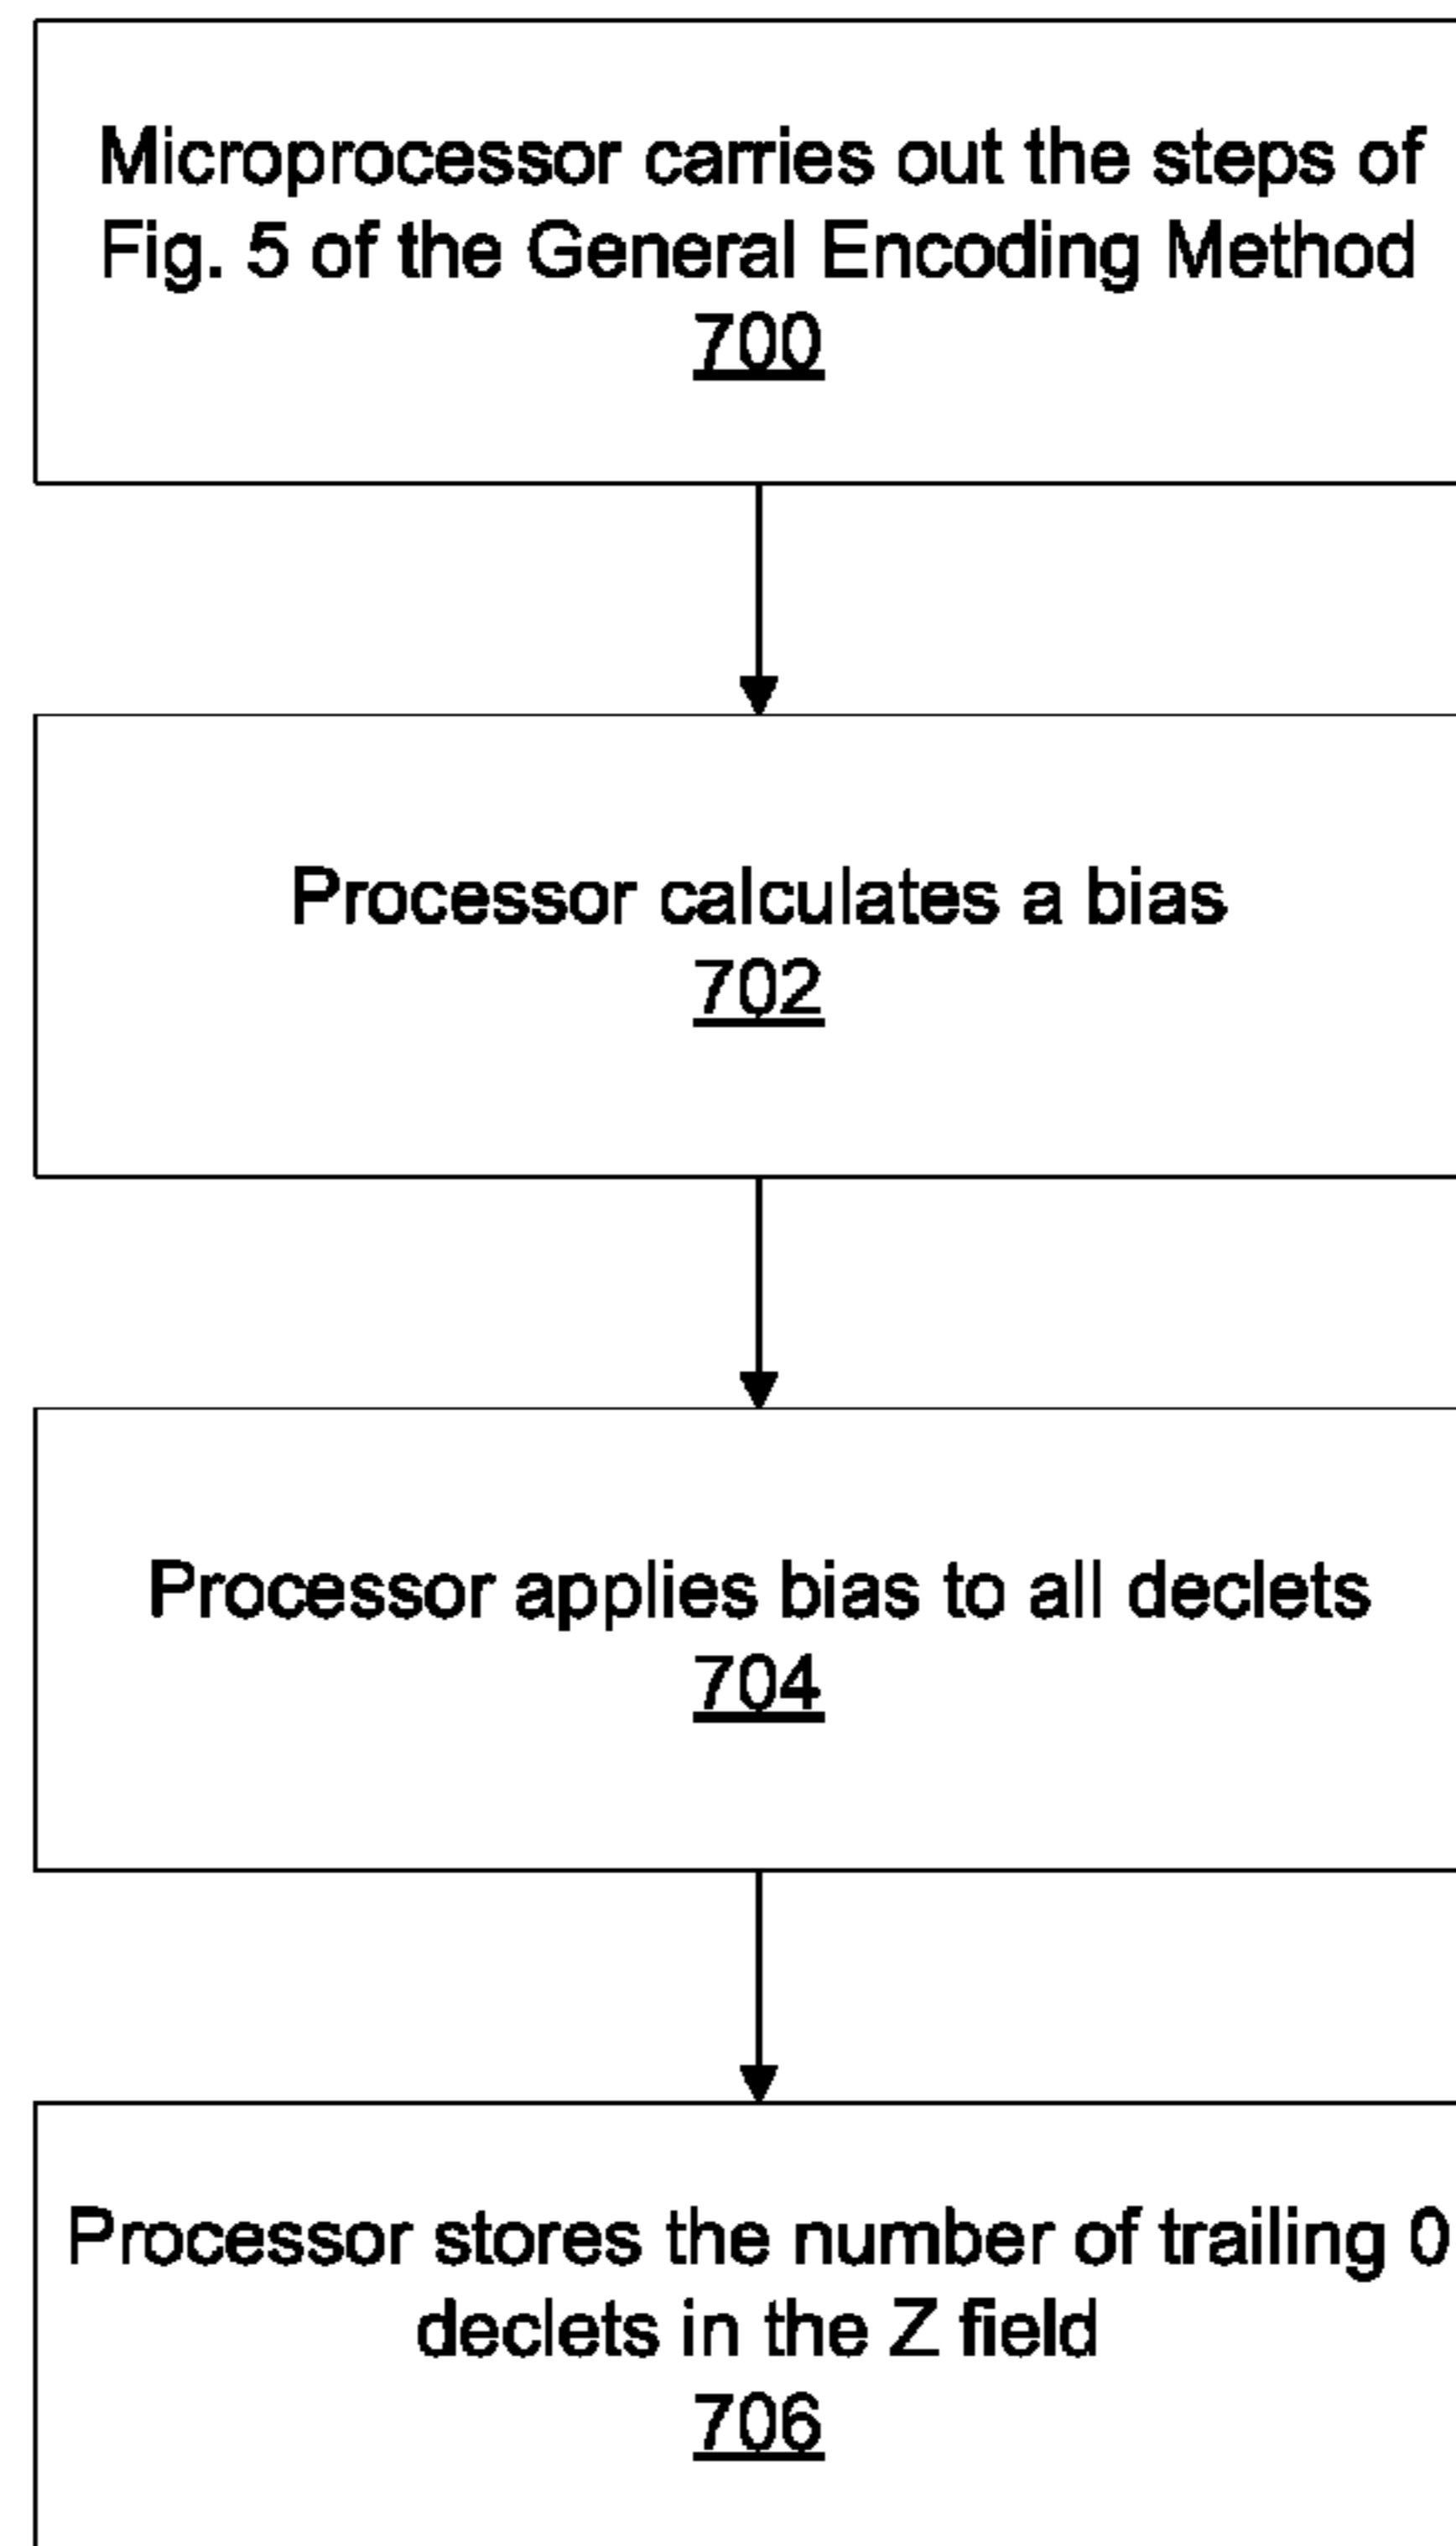 Microprocessor carries out the steps of
Fig. 5 of the General Encoding Method
700
Processor calculates a bias
702
Processor applies bias to all declets
704
Processor stores the number of trailing 0
declets in the Z field
706